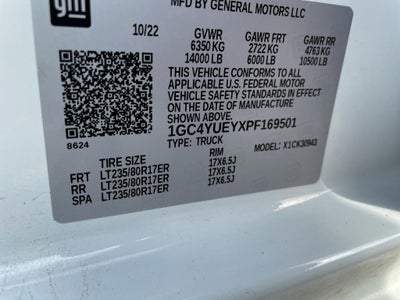 gm
MFD BY GENERAL MOTORS LLC
10/22 GVWR GAWR FRT GAWR RR
6350 KG 2722 KG 4763 KG
14000 LB 6000 LB 10500 LB
THIS VEHICLE CONFORMS TO ALL APPLICABLE
U.S. FEDERAL MOTOR VEHICLE SAFETY STANDARDS
IN EFFECT ON THE DATE OF MANUFACTURE SHOWN ABOVE.
1GC4YUEYXPF169501
B624 TYPE: TRUCK MODEL: X1CK30943
TIRE SIZE RIM
FRT LT235/80R17ER 17X6.5J
RR LT235/80R17ER 17X6.5J
SPA LT235/80R17ER 17X6.5J